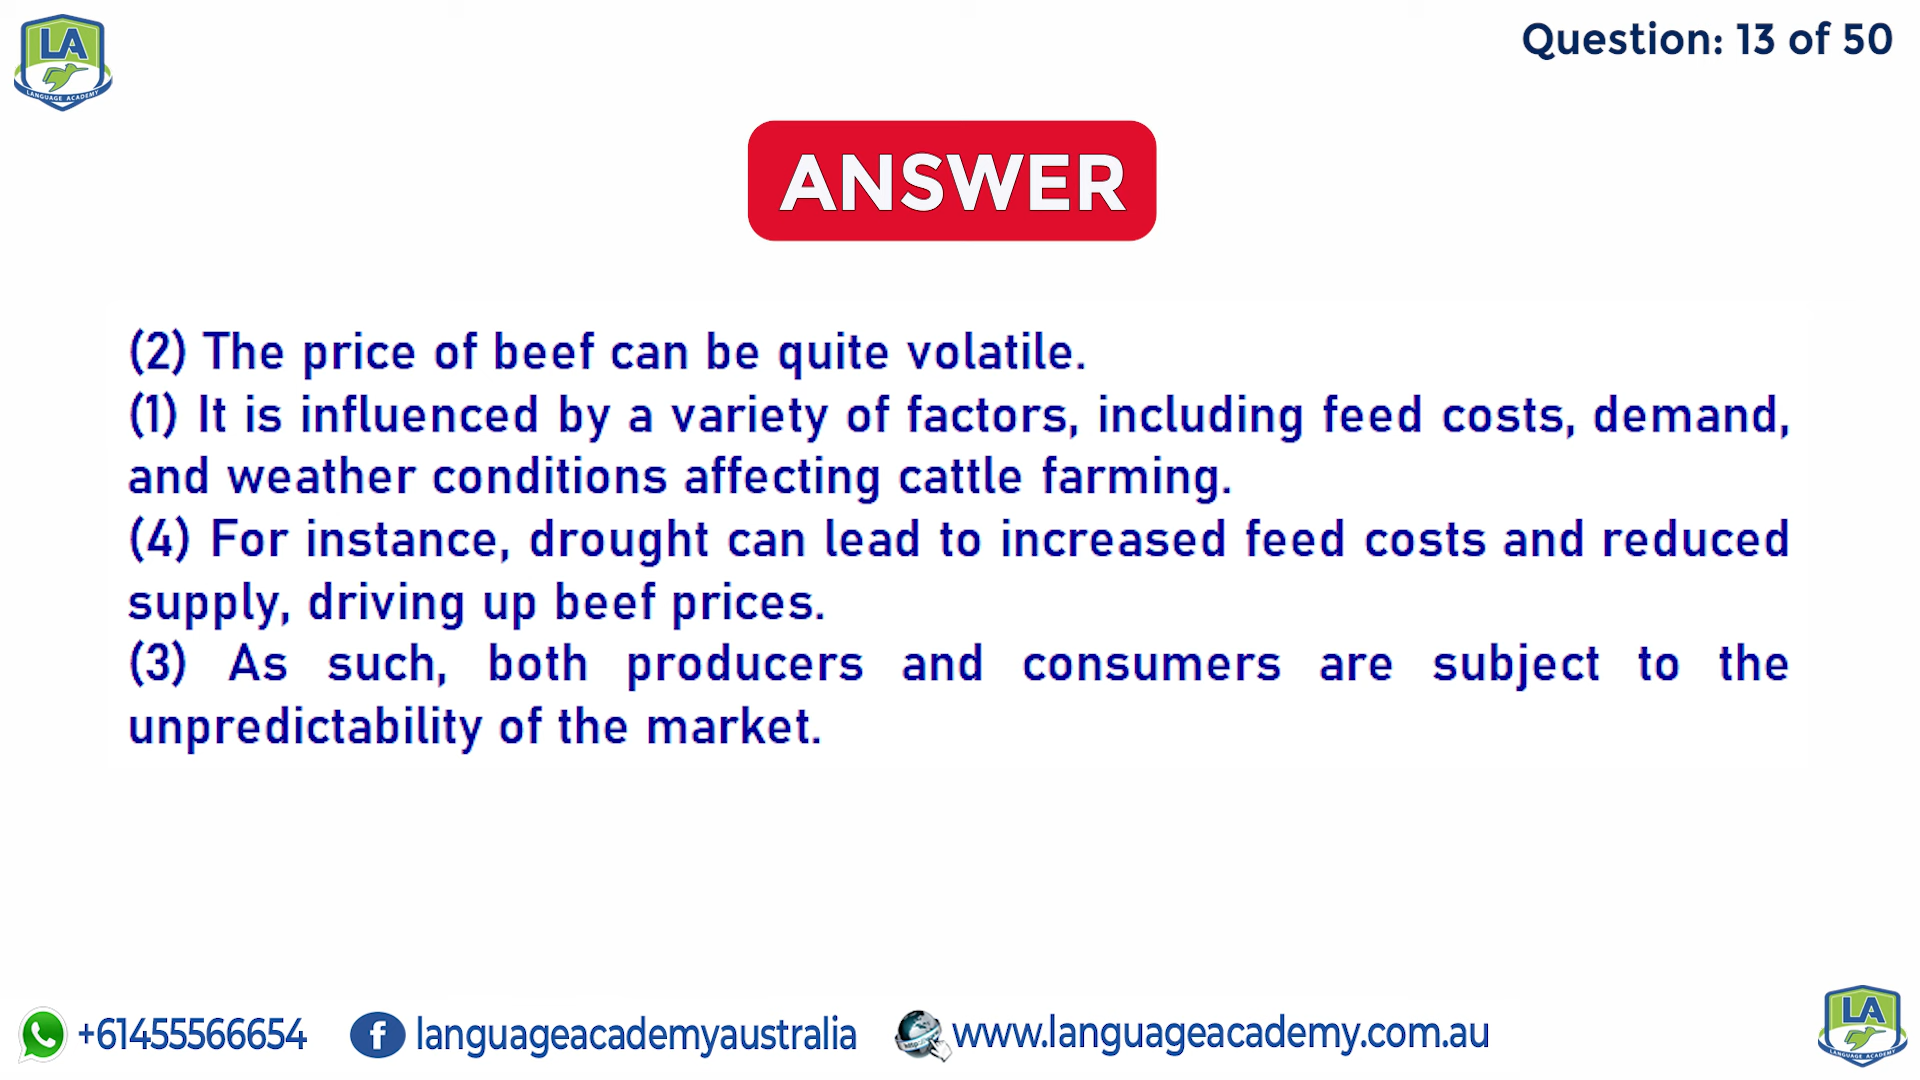 LA
LANGUAGE ACADEMY
Question: 13 of 50
ANSWER
(2) The price of beef can be quite volatile.
(1) It is influenced by a variety of factors, including feed costs, demand,
and weather conditions affecting cattle farming.
(4) For instance, drought can lead to increased feed costs and reduced
supply, driving up beef prices.
(3) As such, both producers and consumers are subject to the
unpredictability of the market.
+61455566654
f languageacademyaustralia
http:// www.languageacademy.com.au
LA
LANGUAGE ACADEMY